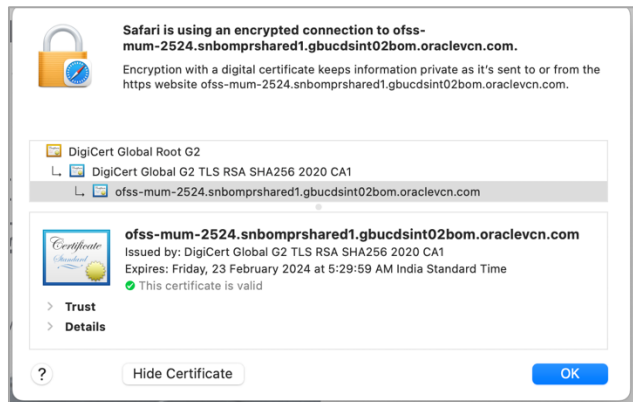 Safari is using an encrypted connection to ofss-
mum-2524.snbomprshared1.gbucdsint02bom.oraclevcn.com.
Encryption with a digital certificate keeps information private as it's sent to or from the
https website ofss-mum-2524.snbomprshared1.gbucdsint02bom.oraclevcn.com.
DigiCert Global Root G2
DigiCert Global G2 TLS RSA SHA256 2020 CA1
ofss-mum-2524.snbomprshared1.gbucdsint02bom.oraclevcn.com
Certificate
Standard
ofss-mum-2524.snbomprshared1.gbucdsint02bom.oraclevcn.com
Issued by: DigiCert Global G2 TLS RSA SHA256 2020 CA1
Expires: Friday, 23 February 2024 at 5:29:59 AM India Standard Time
This certificate is valid
Trust
Details
?
Hide Certificate
OK